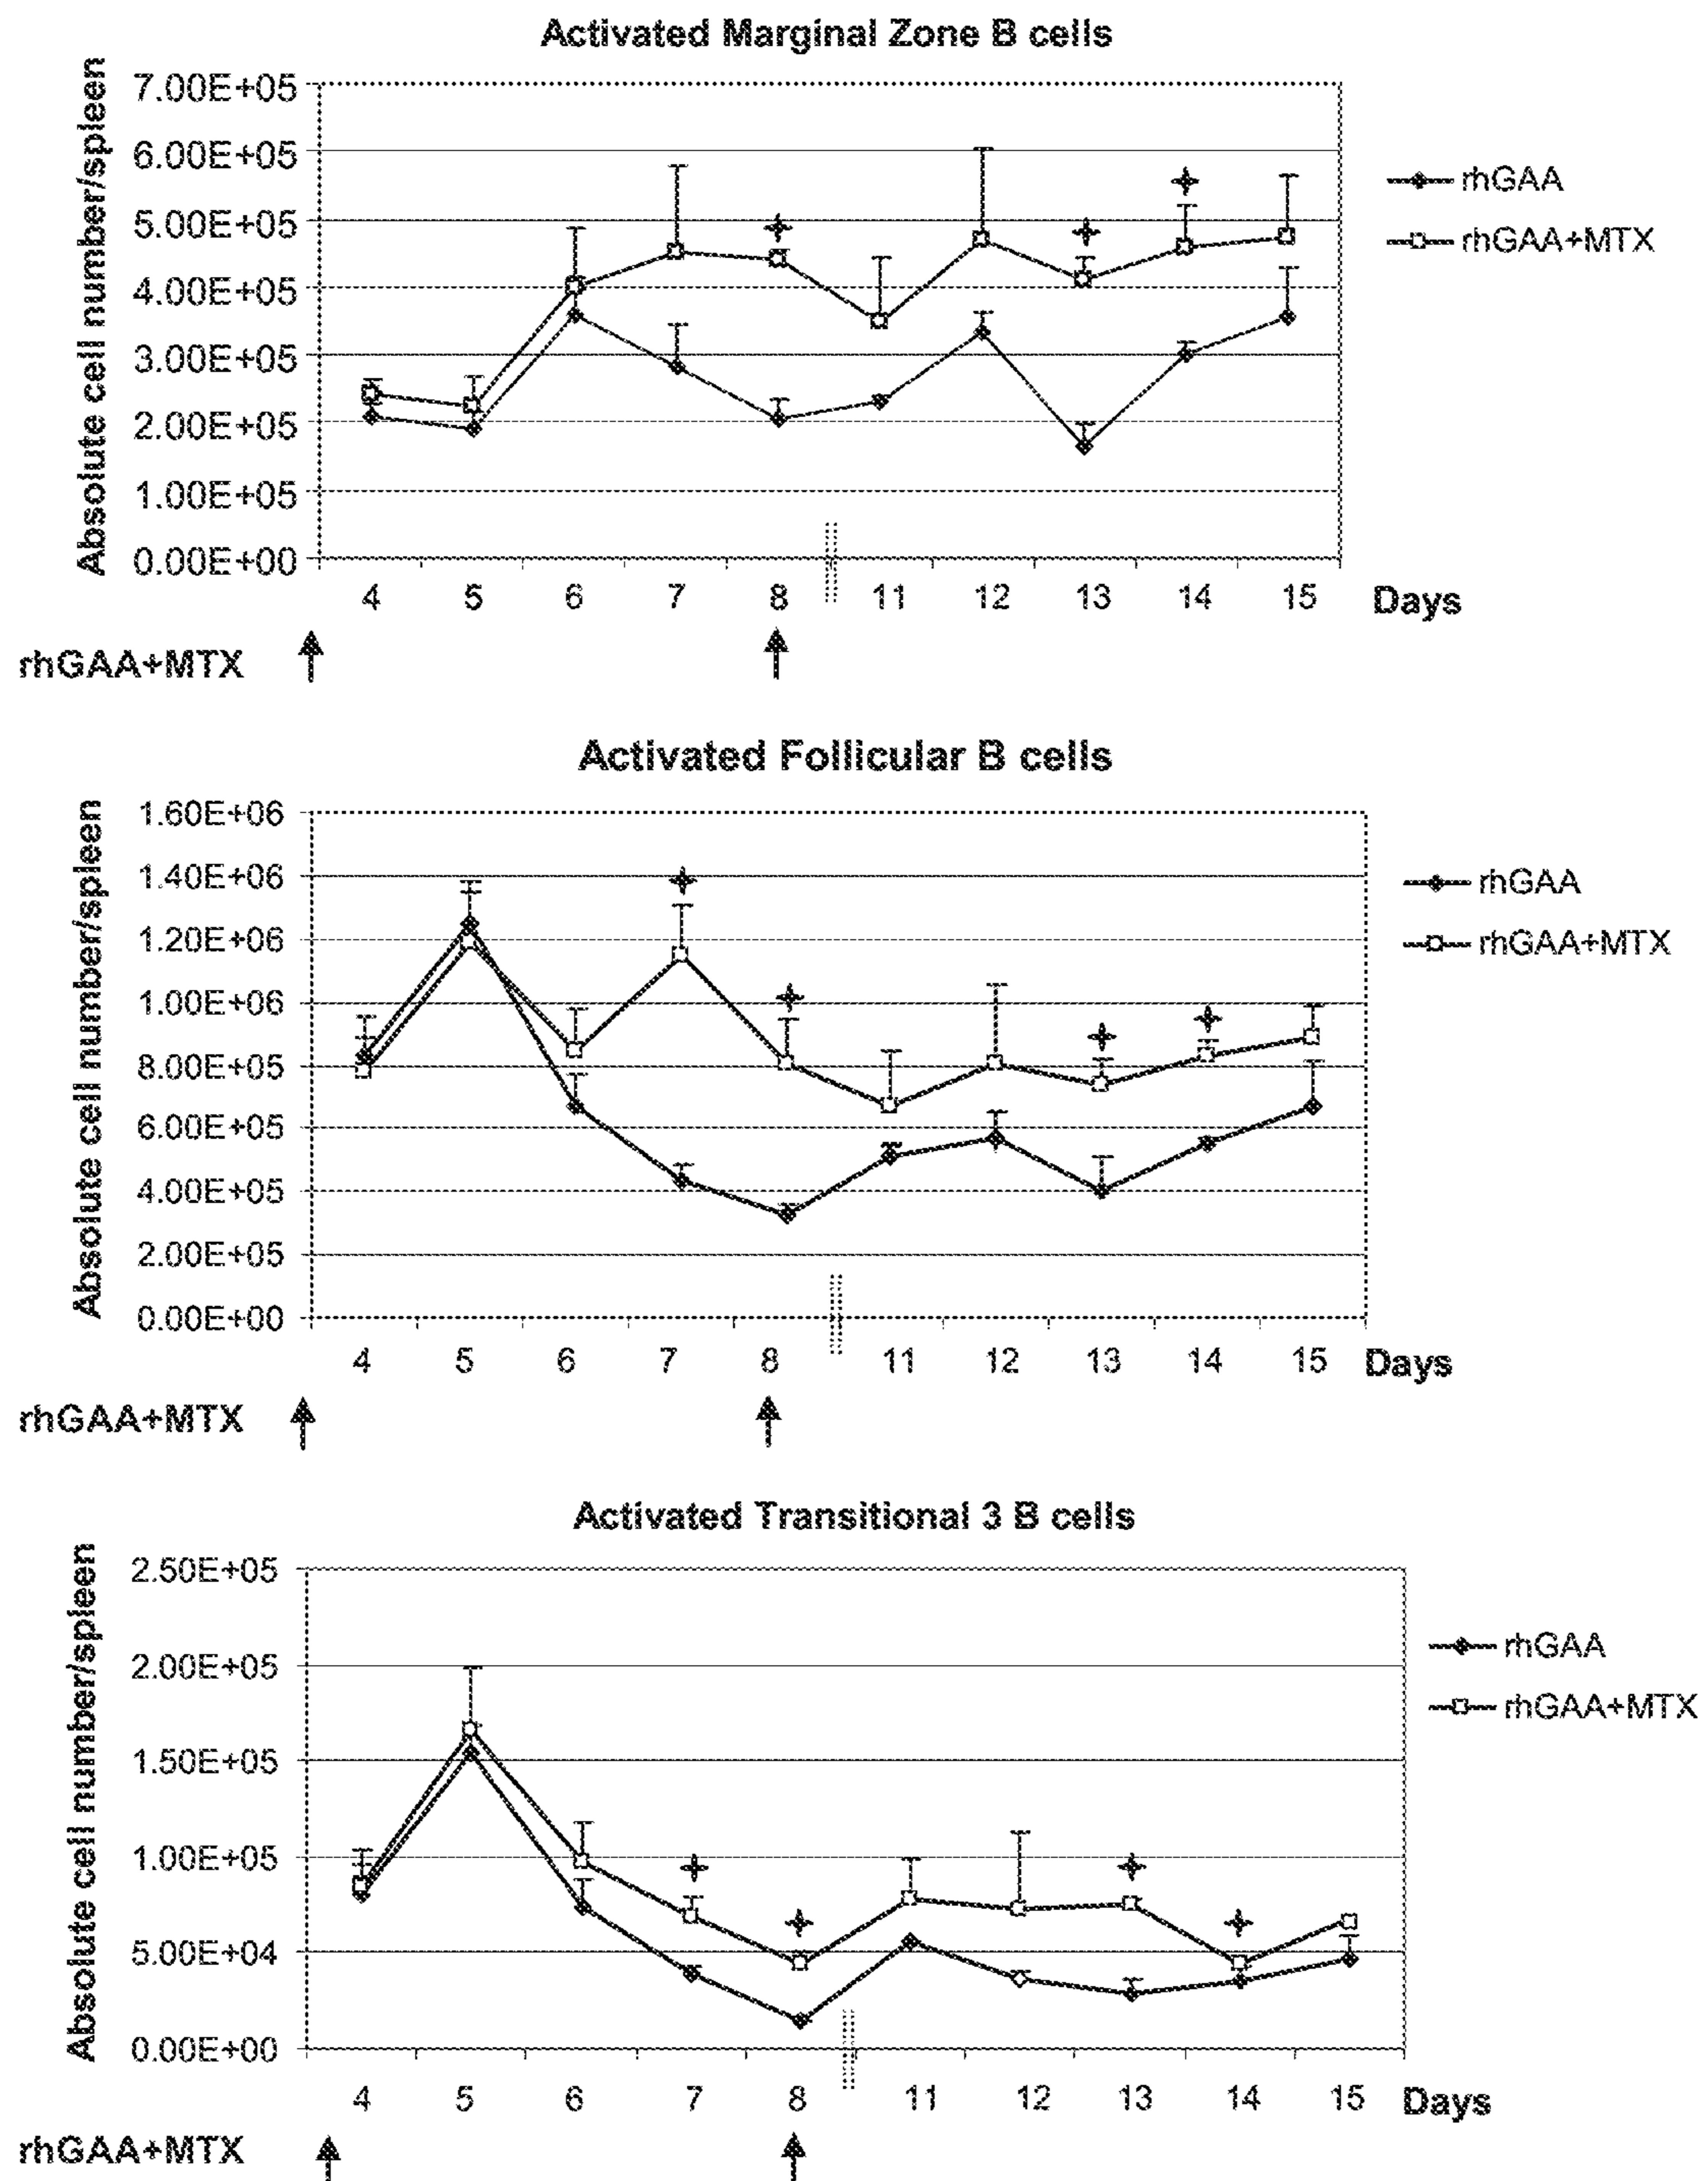 Activated Marginal Zone B cells
Absolute cell number/spleen
7.00E+05
6.00E+05
5.00E+05
4.00E+05
3.00E+05
2.00E+05
1.00E+05
0.00E+00
rhGAA
rhGAA+MTX
4 5 6 7 8 11 12 13 14 15 Days
rhGAA+MTX
Activated Follicular B cells
Absolute cell number/spleen
1.60E+06
1.40E+06
1.20E+06
1.00E+06
8.00E+05
6.00E+05
4.00E+05
2.00E+05
0.00E+00
rhGAA
rhGAA+MTX
4 5 6 7 8 11 12 13 14 15 Days
rhGAA+MTX
Activated Transitional 3 B cells
Absolute cell number/spleen
2.50E+05
2.00E+05
1.50E+05
1.00E+05
5.00E+04
0.00E+00
rhGAA
rhGAA+MTX
4 5 6 7 8 11 12 13 14 15 Days
rhGAA+MTX